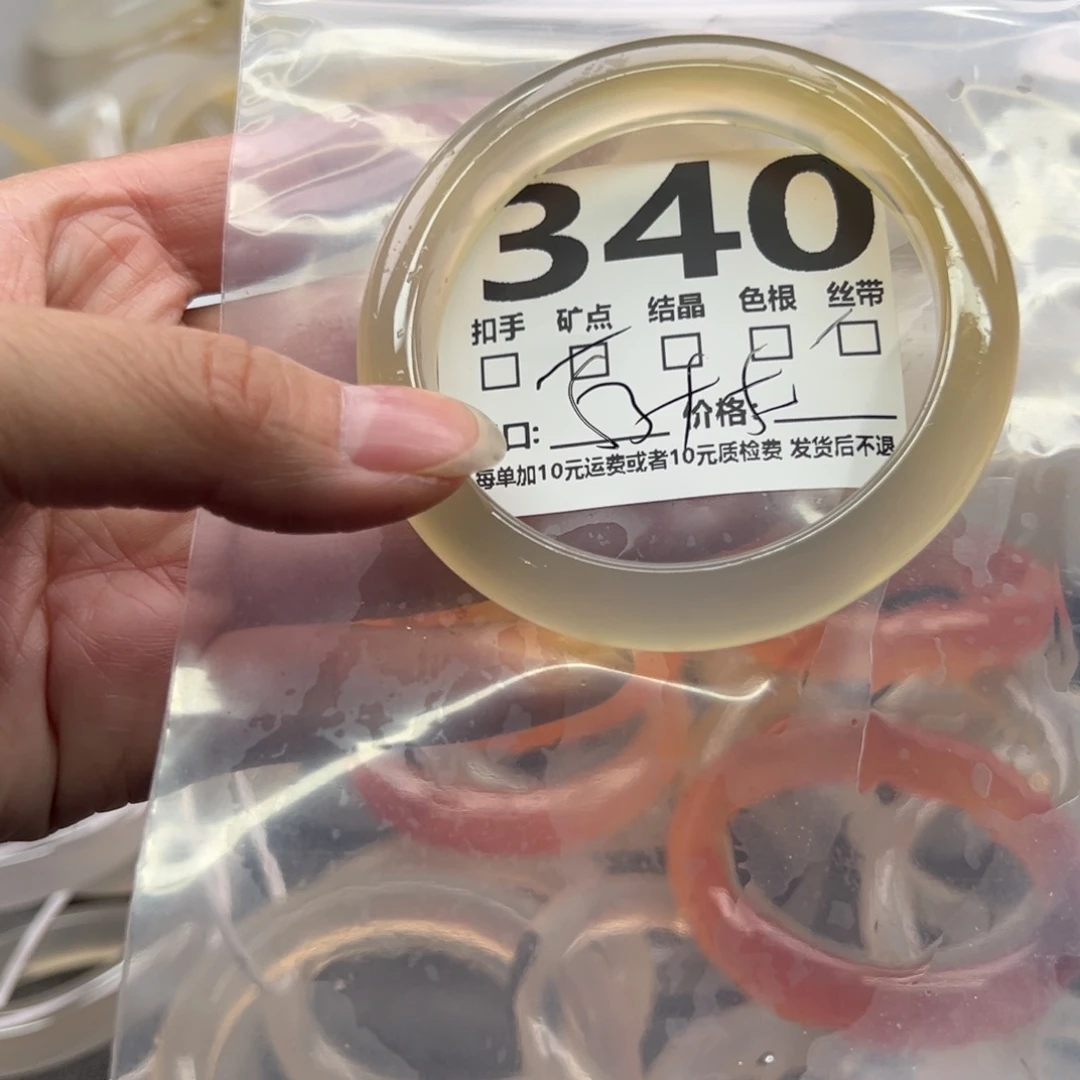 340
扣手 矿点 结晶 色根 丝带
口: 价格:
每单加10元运费或者10元质检费 发货后不退